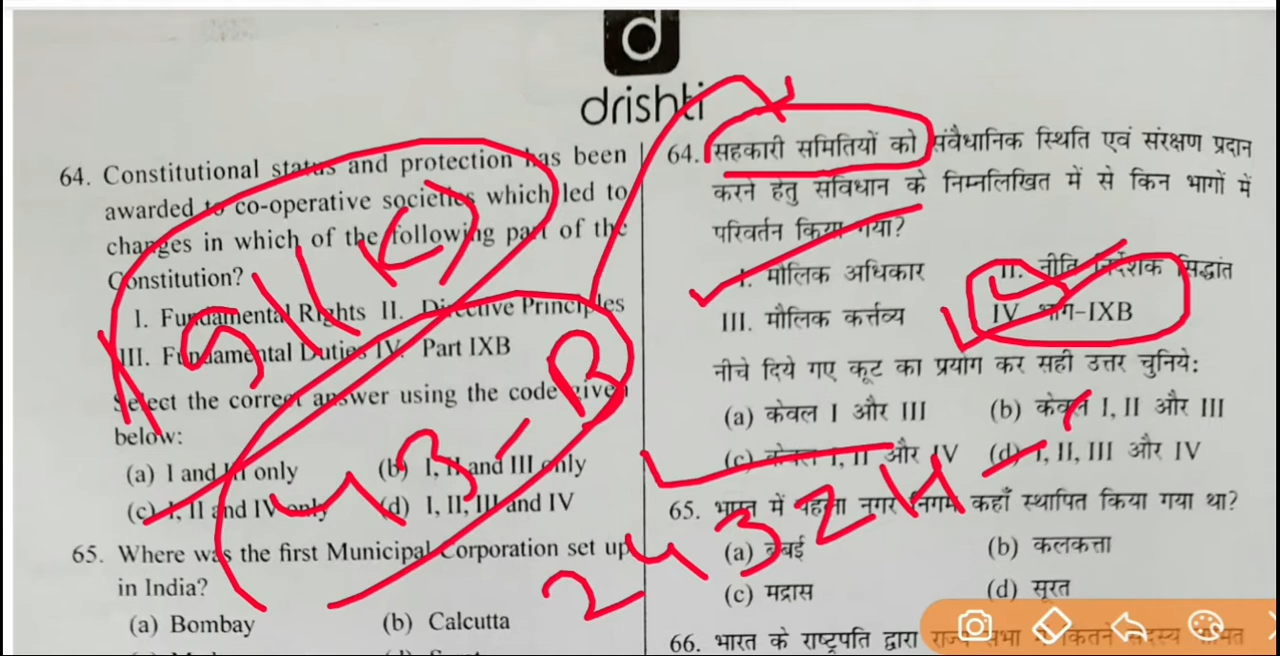 d
drishti
64. Constitutional status and protection has been
awarded to co-operative societies which led to
changes in which of the following part of the
Constitution?
I. Fundamental Rights II. Directive Principles
III. Fundamental Duties IV. Part IXB
Select the correct answer using the code given
below:
(a) I and III only (b) I, II and III only
(c) I, II and IV only (d) I, II, III and IV
65. Where was the first Municipal Corporation set up
in India?
(a) Bombay (b) Calcutta
64. सहकारी समितियों को संवैधानिक स्थिति एवं संरक्षण प्रदान
करने हेतु संविधान के निम्नलिखित में से किन भागों में
परिवर्तन किया गया?
I. मौलिक अधिकार II. नीति निर्देशक सिद्धांत
III. मौलिक कर्त्तव्य IV. भाग-IXB
नीचे दिये गए कूट का प्रयोग कर सही उत्तर चुनिये:
(a) केवल I और III (b) केवल I, II और III
(c) केवल I, II और IV (d) I, II, III और IV
65. भारत में पहला नगर निगम कहाँ स्थापित किया गया था?
(a) बंबई (b) कलकत्ता
(c) मद्रास (d) सूरत
66. भारत के राष्ट्रपति द्वारा राज्य सभा में कितने सदस्य